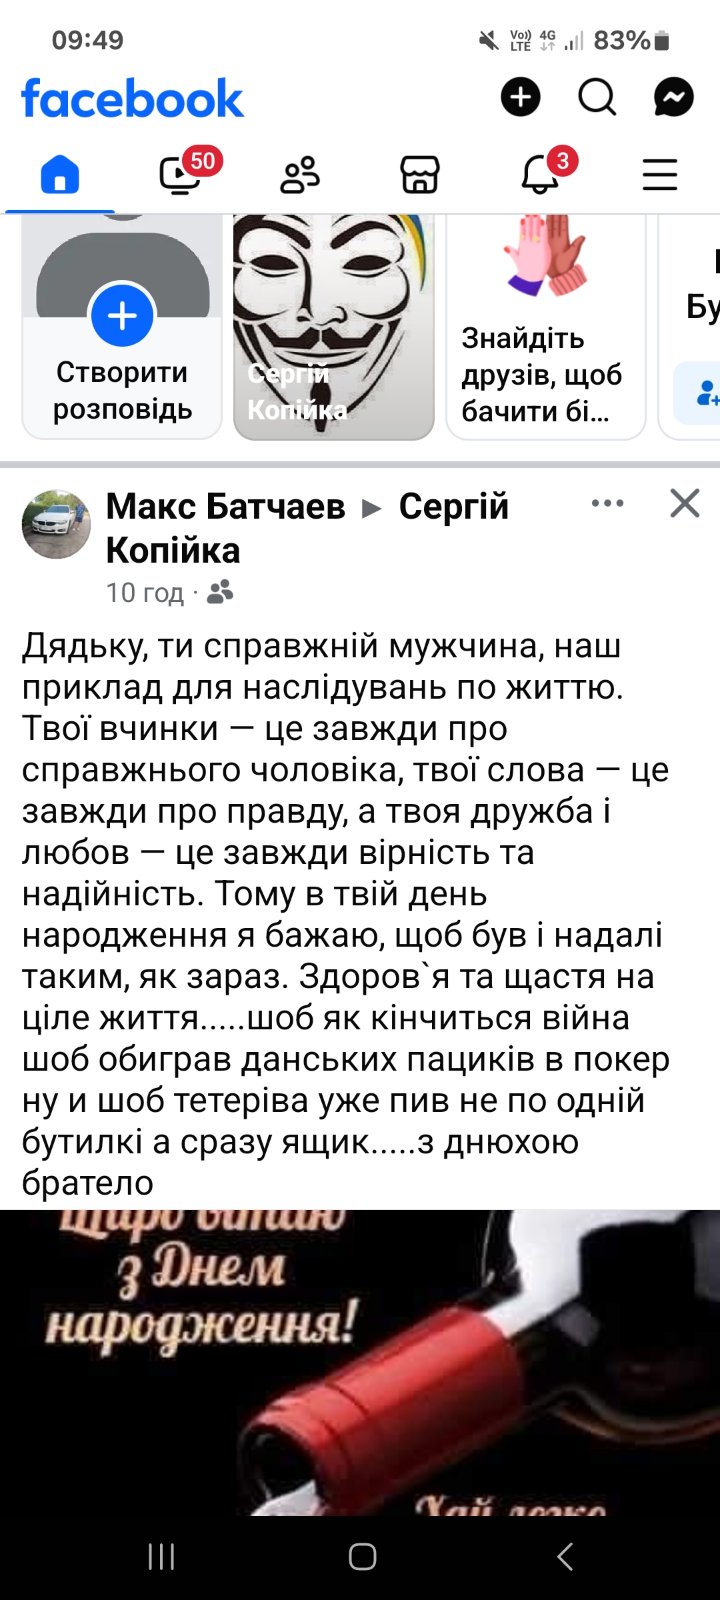 09:49
Vo)) LTE 4G 83%
facebook
50
3
Створити
розповідь
Сергій
Копійка
Знайдіть
друзів, щоб
бачити бі...
Бу
Макс Батчаев ▸ Сергій
Копійка
10 год ·
Дядьку, ти справжній мужчина, наш
приклад для наслідувань по життю.
Твої вчинки — це завжди про
справжнього чоловіка, твої слова — це
завжди про правду, а твоя дружба і
любов — це завжди вірність та
надійність. Тому в твій день
народження я бажаю, щоб був і надалі
таким, як зараз. Здоров`я та щастя на
ціле життя.....шоб як кінчиться війна
шоб обиграв данських пациків в покер
ну и шоб тетеріва уже пив не по одній
бутилкі а сразу ящик.....з днюхою
братело
Щиро вітаю
з Днем
народження!
Хай легко